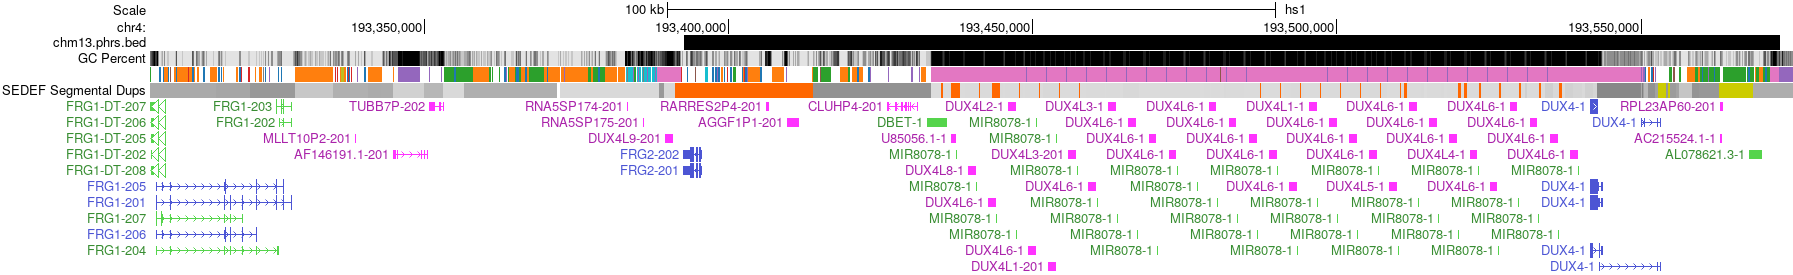 Scale 100 kb hs1
chr4: 193,350,000 193,400,000 193,450,000 193,500,000 193,550,000
chm13.phrs.bed
GC Percent
SEDEF Segmental Dups
FRG1-DT-207 FRG1-203 TUBB7P-202 RNA5SP174-201 RARRES2P4-201 CLUHP4-201 DUX4L2-1 DUX4L3-1 DUX4L6-1 DUX4L1-1 DUX4L6-1 DUX4L6-1 DUX4-1 RPL23AP60-201
FRG1-DT-206 FRG1-202 RNA5SP175-201 AGGF1P1-201 DBET-1 MIR8078-1 DUX4L6-1 DUX4L6-1 DUX4L6-1 DUX4L6-1 DUX4L6-1 DUX4-1
FRG1-DT-205 MLLT10P2-201 DUX4L9-201 U85056.1-1 MIR8078-1 DUX4L6-1 DUX4L6-1 DUX4L6-1 DUX4L6-1 DUX4L6-1 AC215524.1-1
FRG1-DT-202 AF146191.1-201 FRG2-202 MIR8078-1 DUX4L3-201 DUX4L6-1 DUX4L6-1 DUX4L6-1 DUX4L4-1 DUX4L6-1 AL078621.3-1
FRG1-DT-208 FRG2-201 DUX4L8-1 MIR8078-1 MIR8078-1 MIR8078-1 MIR8078-1 MIR8078-1 MIR8078-1
FRG1-205 MIR8078-1 DUX4L6-1 MIR8078-1 DUX4L6-1 DUX4L5-1 DUX4L6-1 DUX4-1
FRG1-201 DUX4L6-1 MIR8078-1 MIR8078-1 MIR8078-1 MIR8078-1 MIR8078-1 DUX4-1
FRG1-207 MIR8078-1 MIR8078-1 MIR8078-1 MIR8078-1 MIR8078-1 MIR8078-1
FRG1-206 MIR8078-1 MIR8078-1 MIR8078-1 MIR8078-1 MIR8078-1 MIR8078-1
FRG1-204 DUX4L6-1 MIR8078-1 MIR8078-1 MIR8078-1 MIR8078-1 DUX4-1
DUX4L1-201 DUX4-1